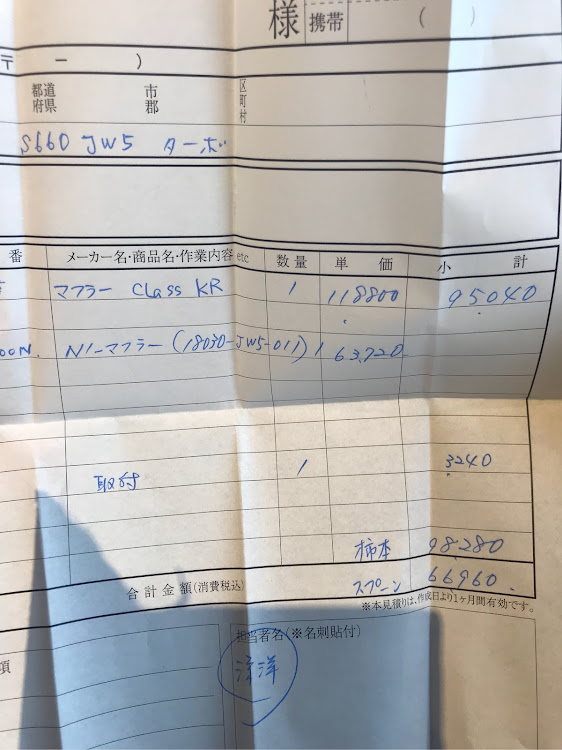 様 携帯 ( )
〒 − )
都道府県 市郡 区町村
S660 JW5 ターボ
番 メーカー名・商品名・作業内容 etc 数量 単価 小計
マフラー Class KR 1 118800 95040
00N. N1-マフラー (18030-JW5-011) 1 63,720
取付 1 3240
柿本 98280
合計金額(消費税込) スプーン 66960.
※本見積りは、作成日より1ヶ月間有効です。
項 担当者名(※名刺貼付)